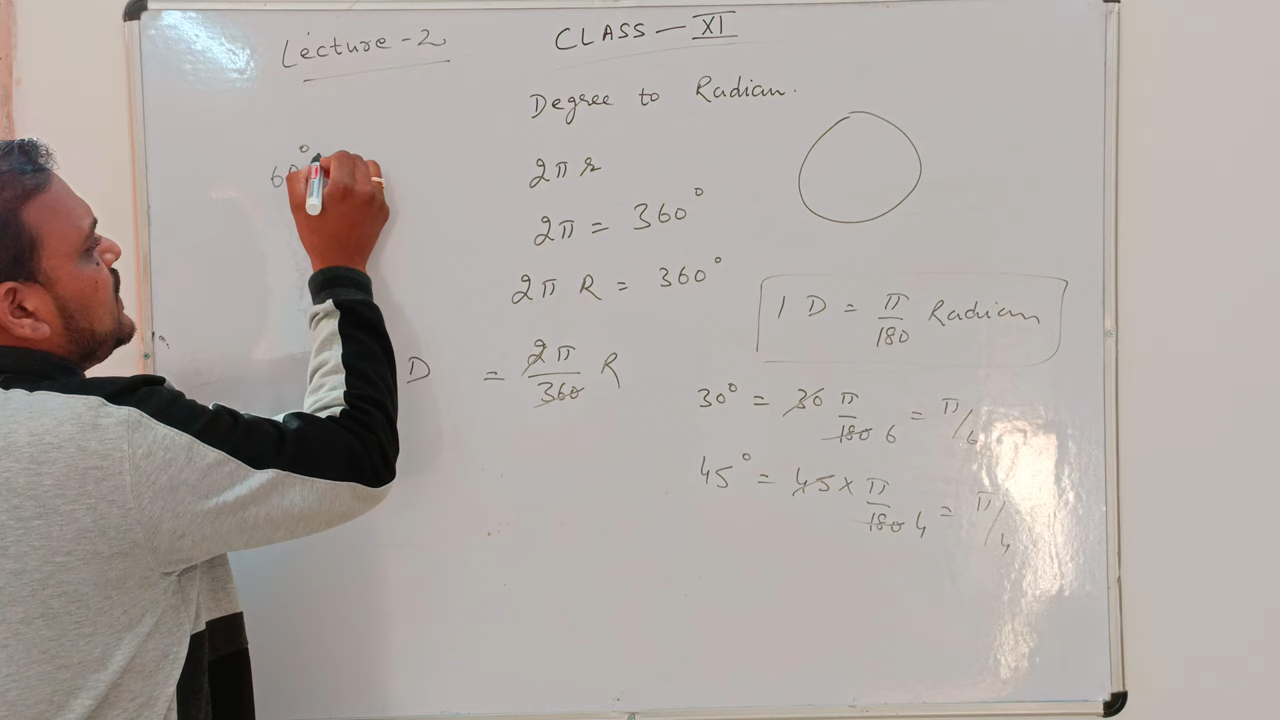 Lecture - 2
CLASS — XI
Degree to Radian.
60°
2π r
2π = 360°
2π R = 360°
D = 2π/360 R
1 D = π/180 Radian
30° = 30 π/180 6 = π/6
45° = 45 × π/180 4 = π/4